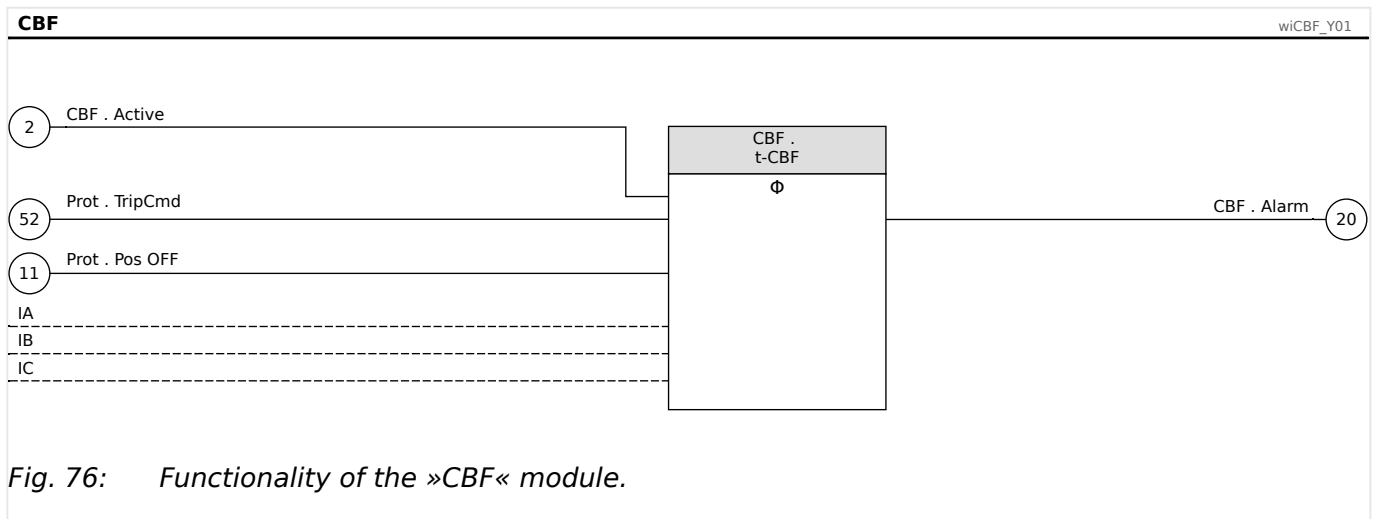 CBF
wiCBF_Y01
2
CBF . Active
CBF .
t-CBF
Φ
52
Prot . TripCmd
CBF . Alarm
20
11
Prot . Pos OFF
IA
IB
IC
Fig. 76: Functionality of the »CBF« module.